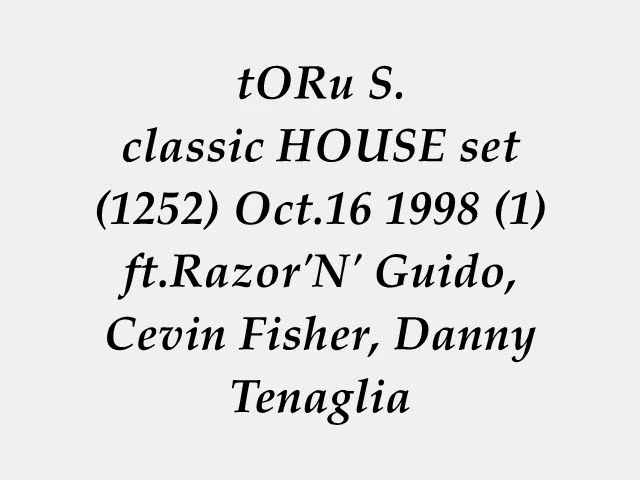 tORu S.
classic HOUSE set
(1252) Oct.16 1998 (1)
ft.Razor'N' Guido,
Cevin Fisher, Danny
Tenaglia